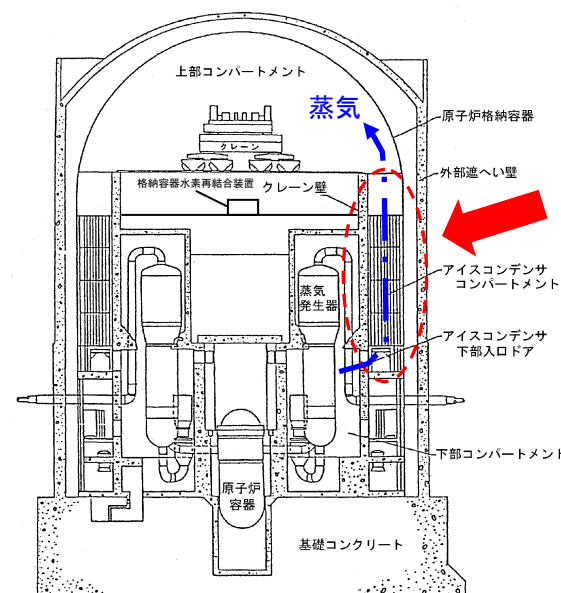 上部コンパートメント
蒸気
原子炉格納容器
クレーン
外部遮へい壁
格納容器水素再結合装置
クレーン壁
アイスコンデンサ
コンパートメント
蒸気
発生器
アイスコンデンサ
下部入口ドア
下部コンパートメント
原子炉
容器
基礎コンクリート